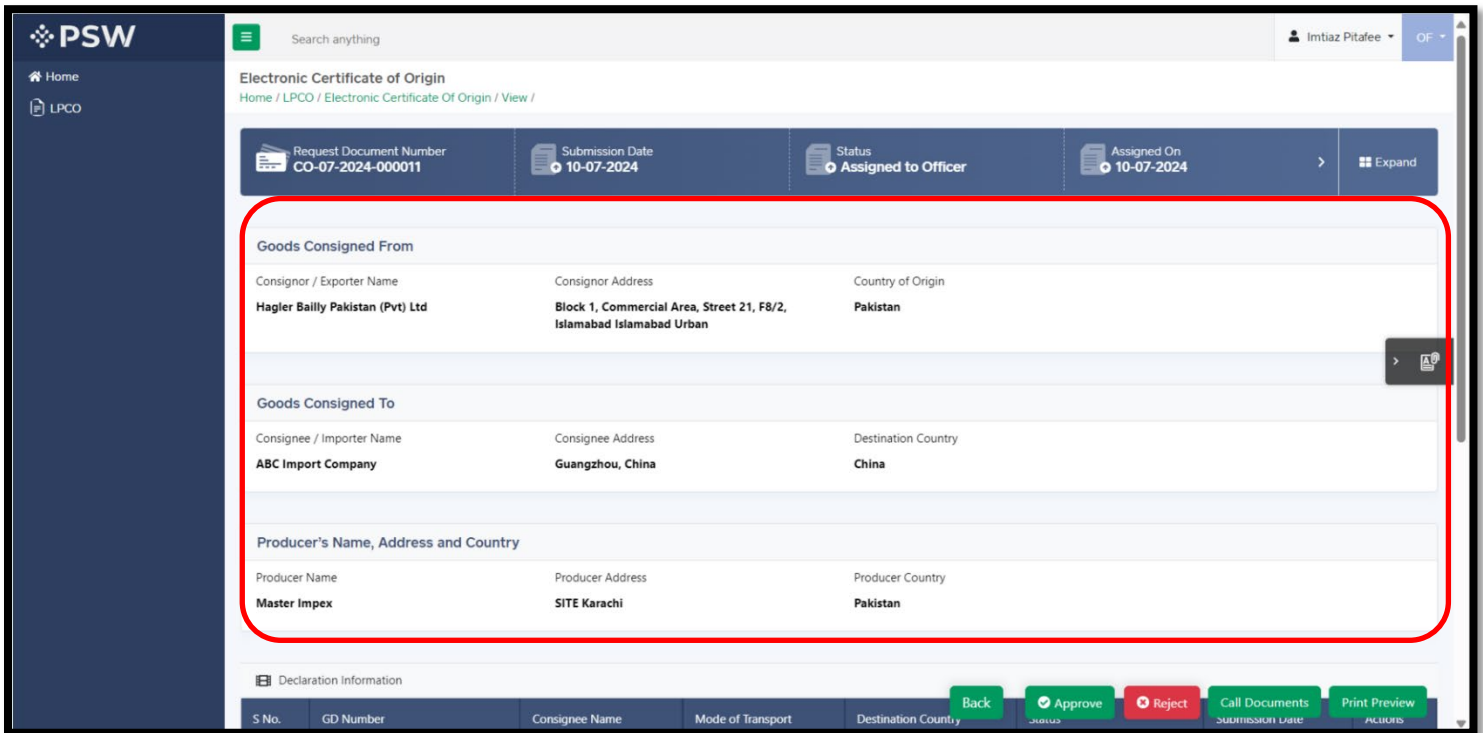 PSW
Search anything
Imtiaz Pitafee
OF
Home
LPCO
Electronic Certificate of Origin
Home / LPCO / Electronic Certificate Of Origin / View /
Request Document Number
CO-07-2024-000011
Submission Date
10-07-2024
Status
Assigned to Officer
Assigned On
10-07-2024
Expand
Goods Consigned From
Consignor / Exporter Name
Consignor Address
Country of Origin
Hagler Bailly Pakistan (Pvt) Ltd
Block 1, Commercial Area, Street 21, F8/2,
Islamabad Islamabad Urban
Pakistan
Goods Consigned To
Consignee / Importer Name
Consignee Address
Destination Country
ABC Import Company
Guangzhou, China
China
Producer's Name, Address and Country
Producer Name
Producer Address
Producer Country
Master Impex
SITE Karachi
Pakistan
Declaration Information
Back
Approve
Reject
Call Documents
Print Preview
S No.
GD Number
Consignee Name
Mode of Transport
Destination Country
Status
Submission Date
Actions